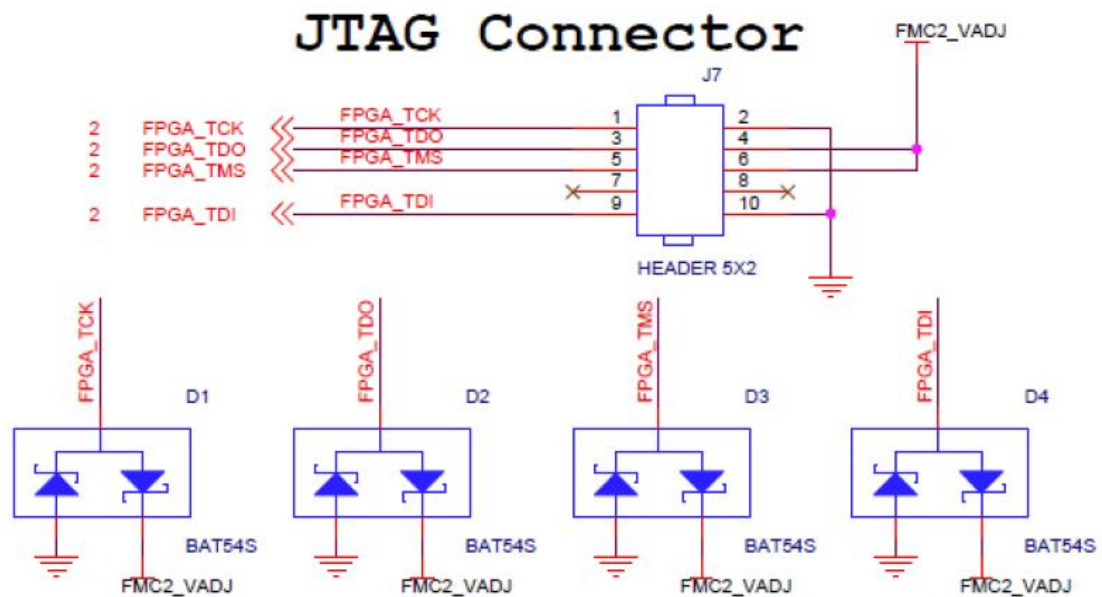 JTAG Connector
FMC2_VADJ
J7
2 FPGA_TCK FPGA_TCK 1 2
2 FPGA_TDO FPGA_TDO 3 4
2 FPGA_TMS FPGA_TMS 5 6
7 8
2 FPGA_TDI FPGA_TDI 9 10
HEADER 5X2
FPGA_TCK FPGA_TDO FPGA_TMS FPGA_TDI
D1 D2 D3 D4
BAT54S BAT54S BAT54S BAT54S
FMC2_VADJ FMC2_VADJ FMC2_VADJ FMC2_VADJ